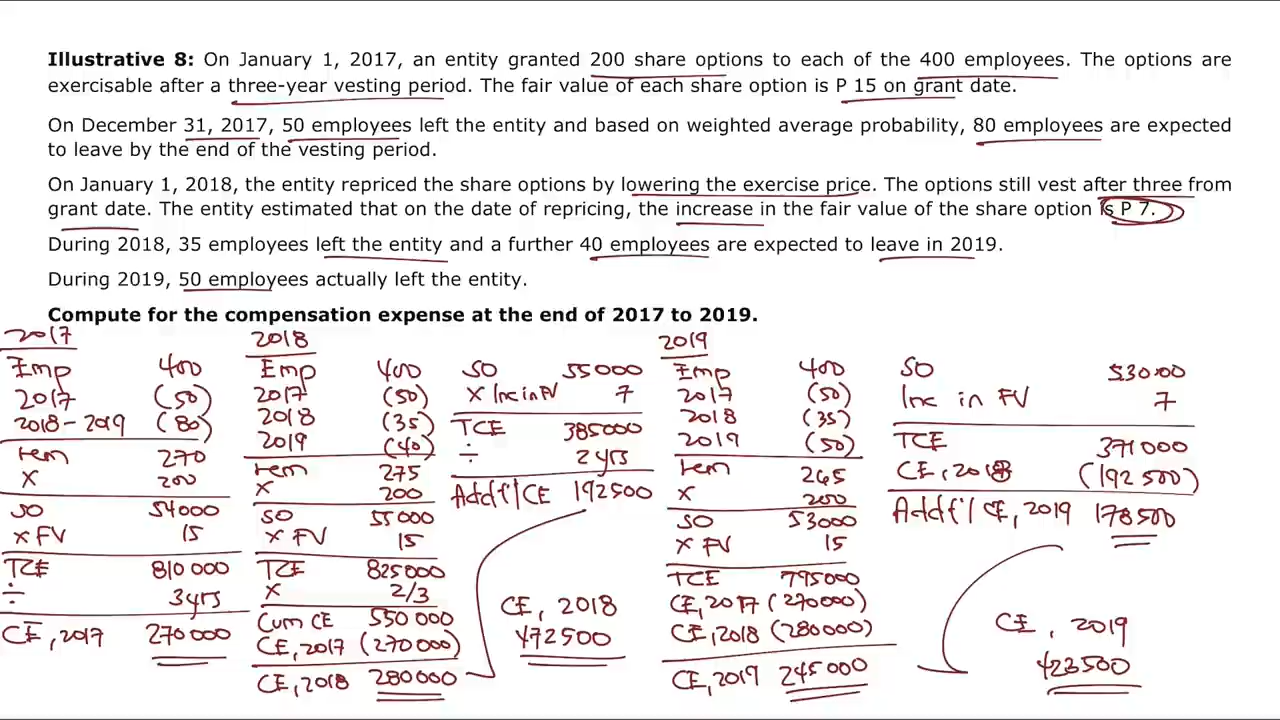 Illustrative 8: On January 1, 2017, an entity granted 200 share options to each of the 400 employees. The options are
exercisable after a three-year vesting period. The fair value of each share option is P 15 on grant date.
On December 31, 2017, 50 employees left the entity and based on weighted average probability, 80 employees are expected
to leave by the end of the vesting period.
On January 1, 2018, the entity repriced the share options by lowering the exercise price. The options still vest after three from
grant date. The entity estimated that on the date of repricing, the increase in the fair value of the share option is P 7.
During 2018, 35 employees left the entity and a further 40 employees are expected to leave in 2019.
During 2019, 50 employees actually left the entity.
Compute for the compensation expense at the end of 2017 to 2019.
2017
Emp 400
2017 (50)
2018-2019 (80)
rem 270
x 200
SO 54000
x FV 15
TCE 810000
÷ 3yrs
CE, 2017 270000
2018
Emp 400
2017 (50)
2018 (35)
2019 (40)
rem 275
x 200
SO 55000
x FV 15
TCE 825000
x 2/3
Cum CE 550000
CE, 2017 (270000)
CE, 2018 280000
SO 55000
x Inc in FV 7
TCE 385000
÷ 2yrs
Add'l CE 192500
CE, 2018
472500
2019
Emp 400
2017 (50)
2018 (35)
2019 (50)
rem 265
x 200
SO 53000
x FV 15
TCE 795000
CE, 2017 (270000)
CE, 2018 (280000)
CE, 2019 245000
SO 53000
Inc in FV 7
TCE 371000
CE, 2018 (192500)
Add'l CE, 2019 178500
CE, 2019
423500